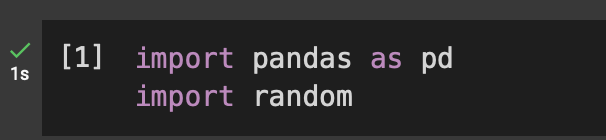 [1] import pandas as pd
1s import random